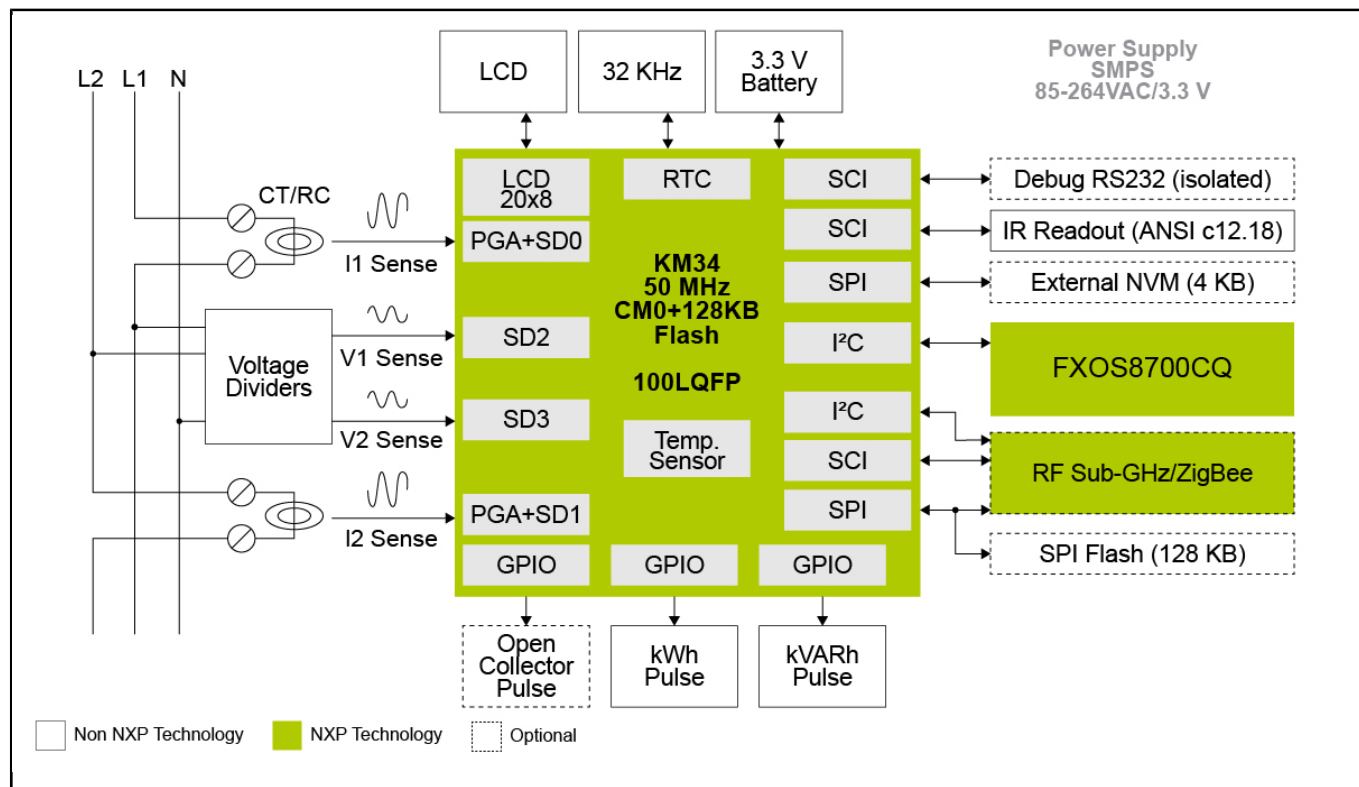 Power Supply
SMPS
85-264VAC/3.3 V
LCD
32 KHz
3.3 V
Battery
L2
L1
N
CT/RC
I1 Sense
V1 Sense
Voltage
Dividers
V2 Sense
I2 Sense
LCD
20x8
PGA+SD0
SD2
SD3
PGA+SD1
GPIO
RTC
KM34
50 MHz
CM0+128KB
Flash
100LQFP
Temp.
Sensor
GPIO
GPIO
SCI
SCI
SPI
I²C
I²C
SCI
SPI
Debug RS232 (isolated)
IR Readout (ANSI c12.18)
External NVM (4 KB)
FXOS8700CQ
RF Sub-GHz/ZigBee
SPI Flash (128 KB)
Open
Collector
Pulse
kWh
Pulse
kVARh
Pulse
Non NXP Technology
NXP Technology
Optional